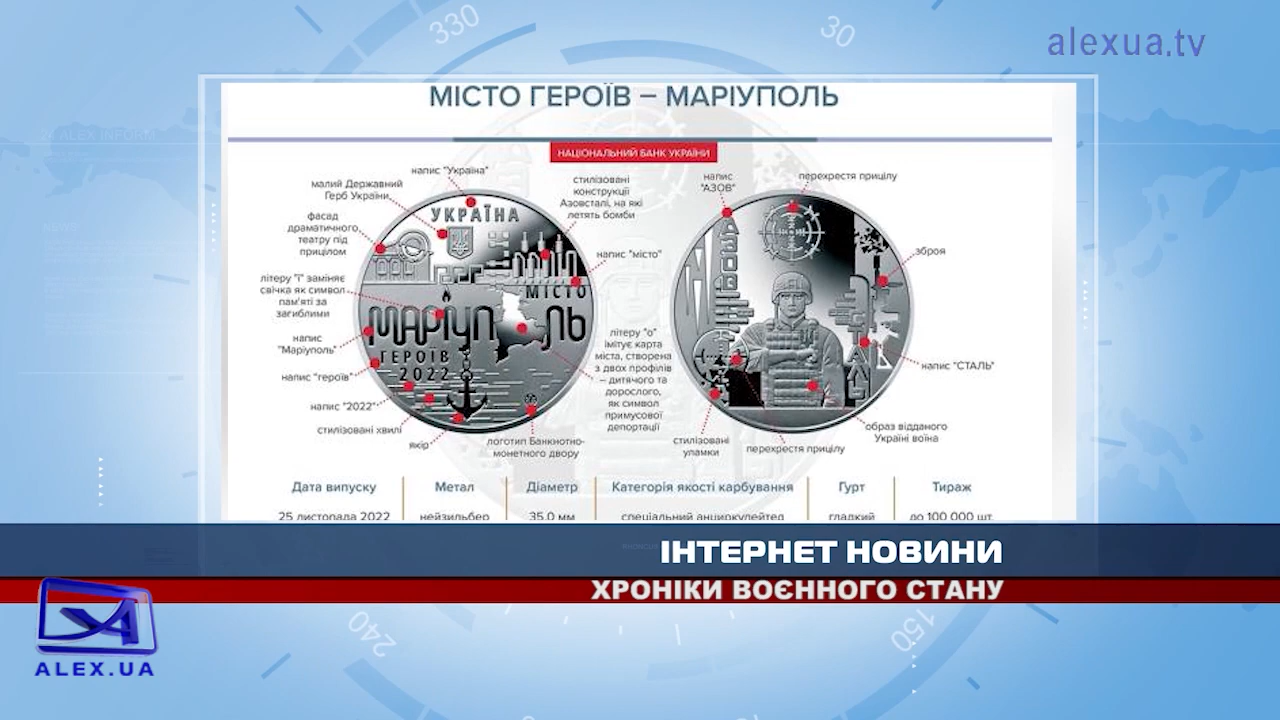 330
30
alexua.tv
МІСТО ГЕРОЇВ – МАРІУПОЛЬ
НАЦІОНАЛЬНИЙ БАНК УКРАЇНИ
напис "Україна"
малий Державний
Герб України
фасад
драматичного
театру під
прицілом
літеру "і" заміняє
свічка як символ
пам'яті за
загиблими
напис
"Маріуполь"
напис "героїв"
напис "2022"
стилізовані хвилі
якір
УКРАЇНА
МІСТО
МАРІУП ЛЬ
ГЕРОЇВ
2022
стилізовані
конструкції
Азовсталі, на які
летять бомби
напис "місто"
літеру "о"
імітує карта
міста, створена
з двох профілів
– дитячого та
дорослого,
як символ
примусової
депортації
логотип Банкнотно-
монетного двору
напис
"АЗОВ"
перехрестя прицілу
зброя
АЗОВ
СТАЛЬ
напис "СТАЛЬ"
образ відданого
Україні воїна
перехрестя прицілу
стилізовані
уламки
Дата випуску Метал Діаметр Категорія якості карбування Гурт Тираж
25 листопада 2022 нейзильбер 35,0 мм спеціальний анциркулейтед гладкий до 100 000 шт.
ІНТЕРНЕТ НОВИНИ
ХРОНІКИ ВОЄННОГО СТАНУ
ALEX.UA
240
150